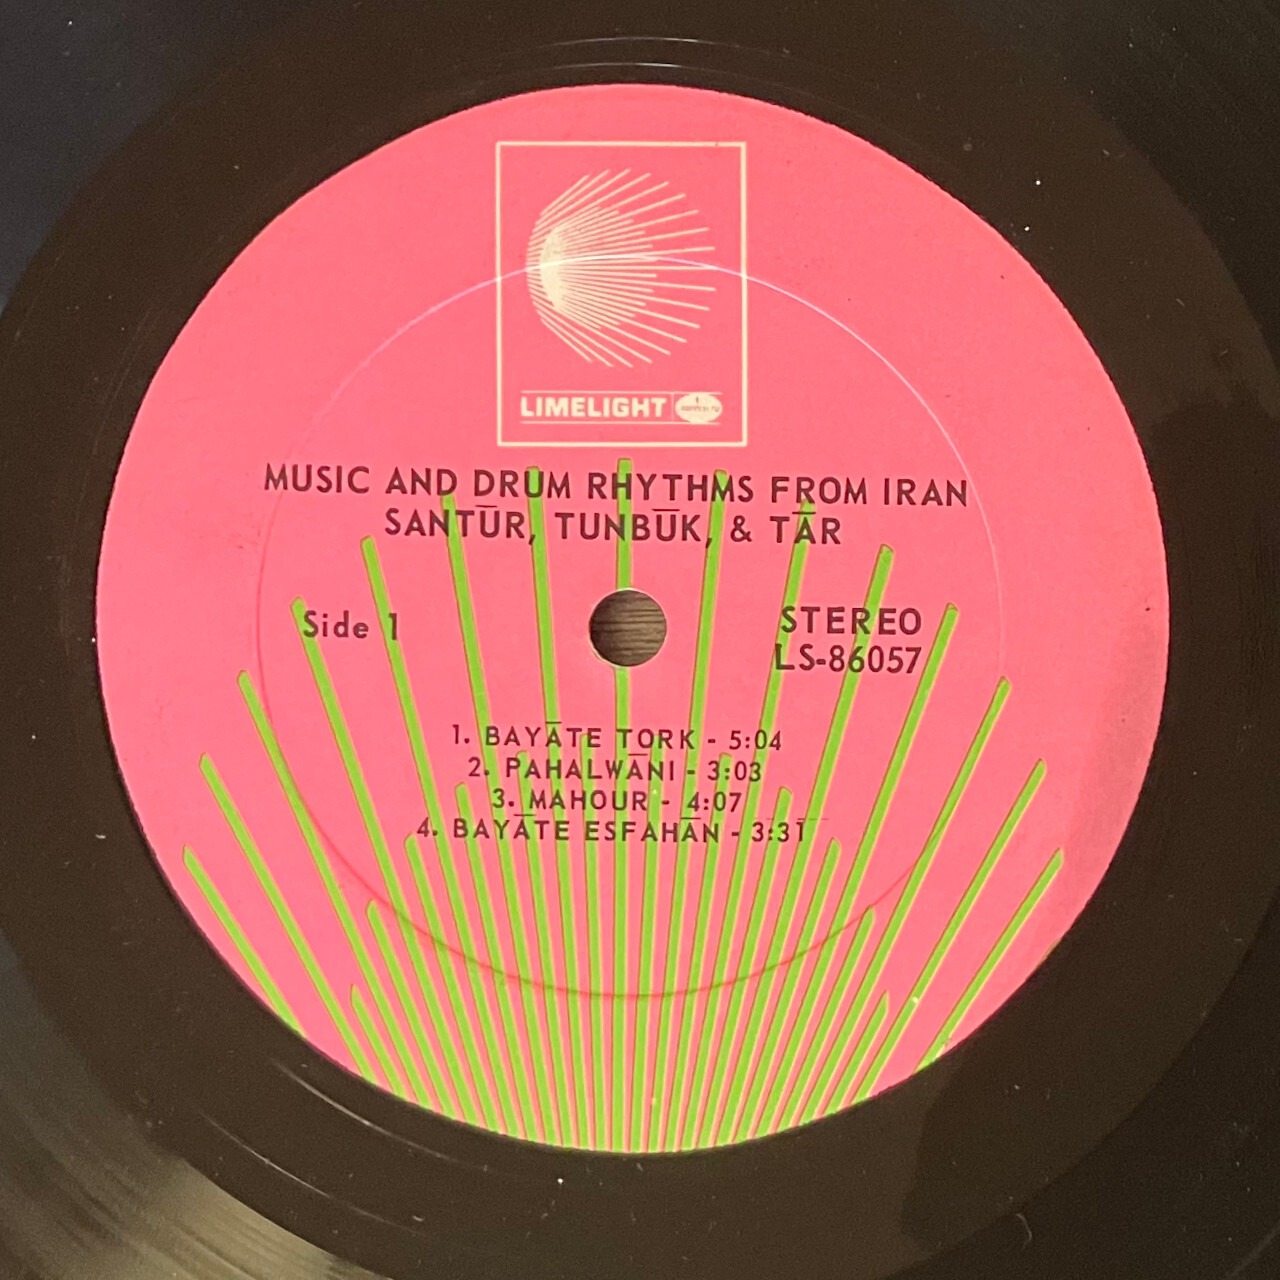 LIMELIGHT
MUSIC AND DRUM RHYTHMS FROM IRAN
SANTŪR, TUNBŪK, & TĀR
Side 1
STEREO
LS-86057
1. BAYĀTE TORK - 5:04
2. PAHALWĀNI - 3:03
3. MAHOUR - 4:07
4. BAYĀTE ESFAHĀN - 3:31